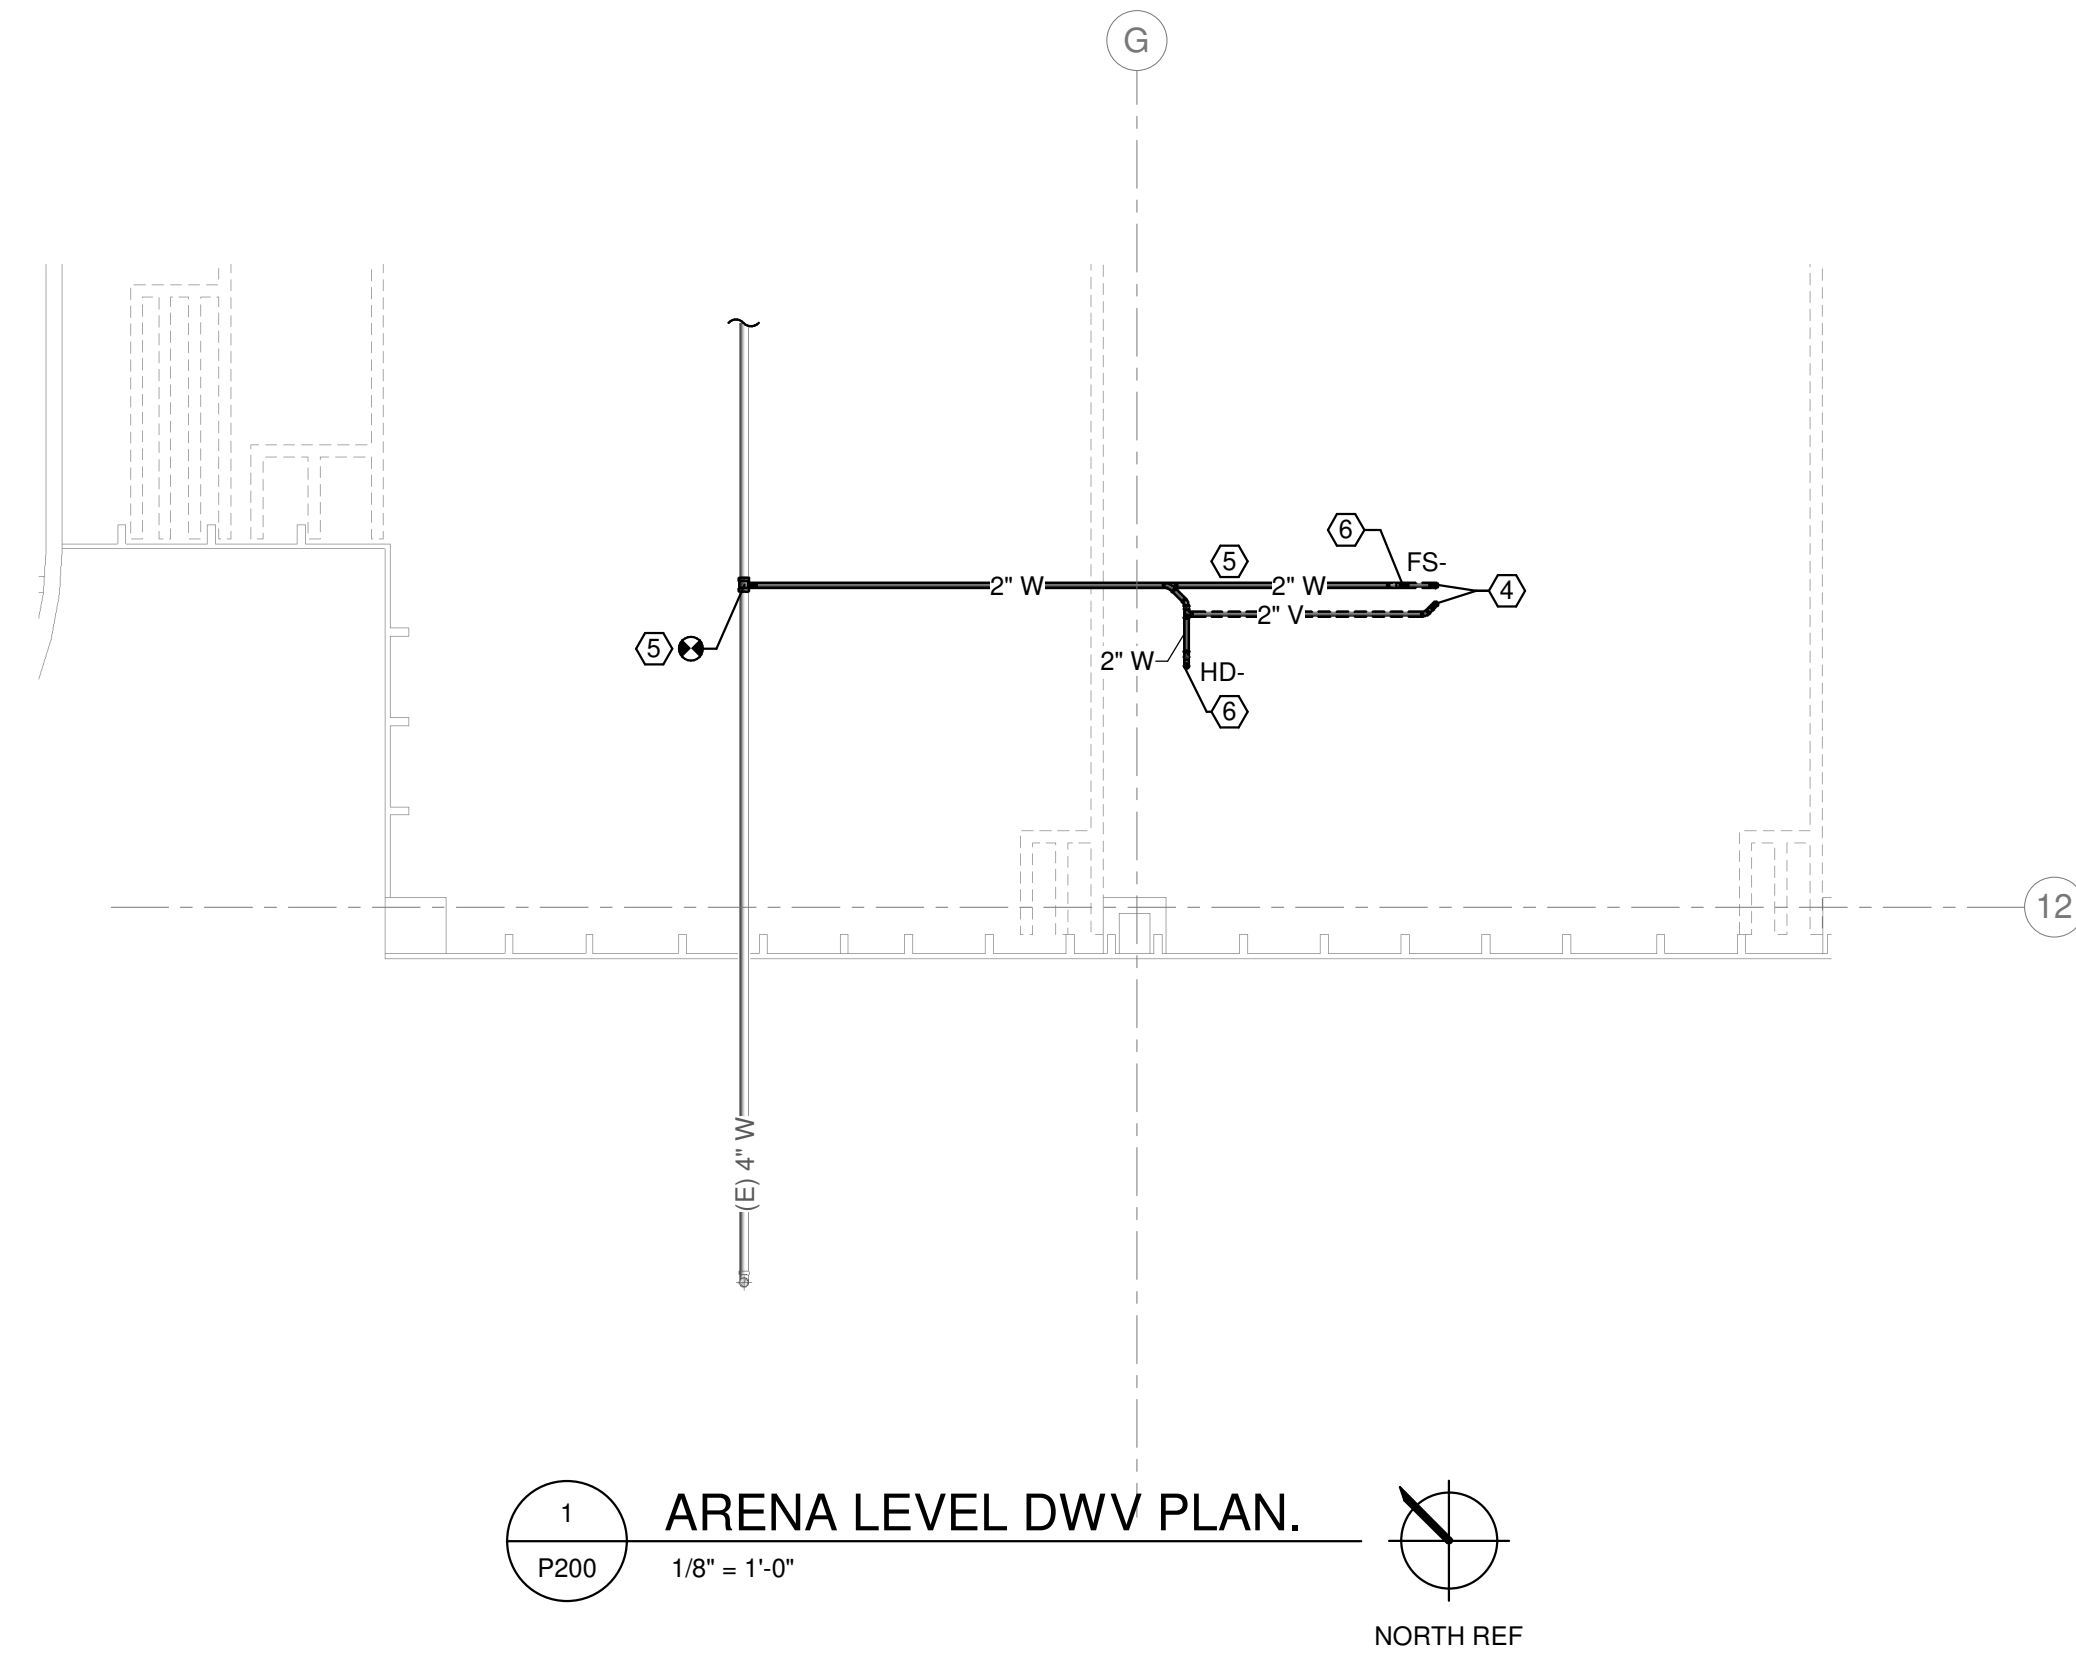 G
6
FS-
5
2" W
2" W
4
2" V
5
2" W
HD-
6
12
(E) 4" W
1
ARENA LEVEL DWV PLAN.
P200
1/8" = 1'-0"
NORTH REF